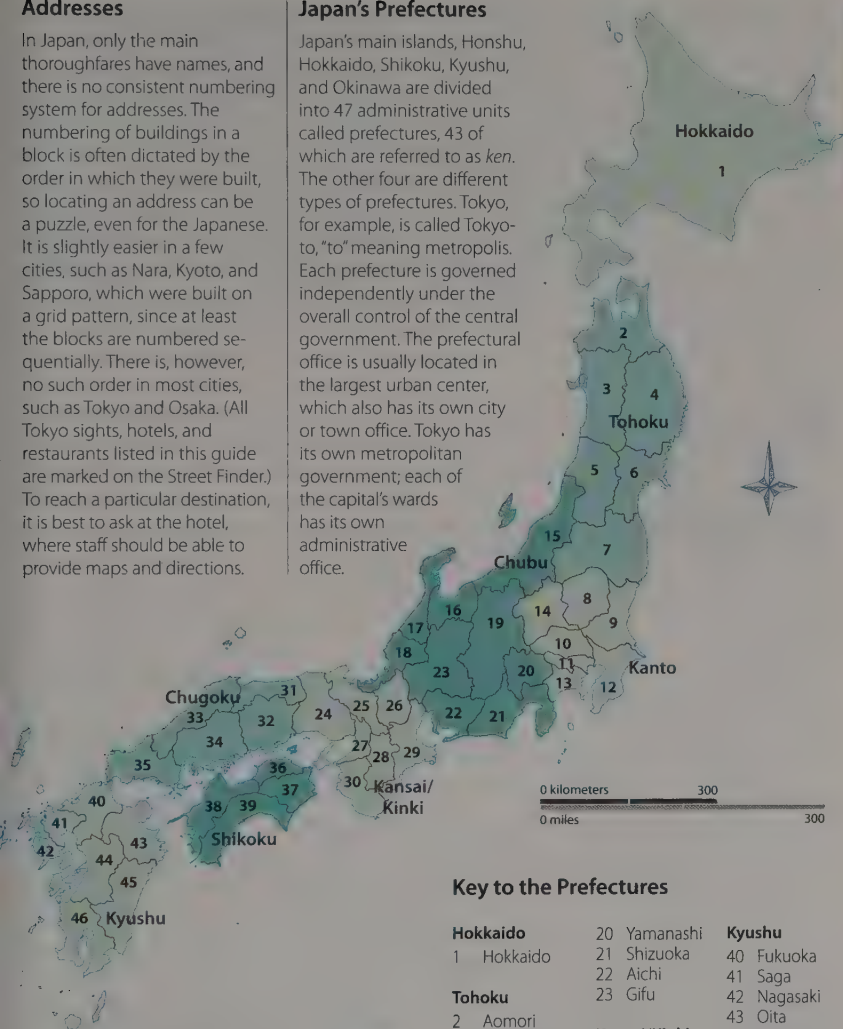 Addresses
In Japan, only the main
thoroughfares have names, and
there is no consistent numbering
system for addresses. The
numbering of buildings in a
block is often dictated by the
order in which they were built,
so locating an address can be
a puzzle, even for the Japanese.
It is slightly easier in a few
cities, such as Nara, Kyoto, and
Sapporo, which were built on
a grid pattern, since at least
the blocks are numbered se-
quentially. There is, however,
no such order in most cities,
such as Tokyo and Osaka. (All
Tokyo sights, hotels, and
restaurants listed in this guide
are marked on the Street Finder.)
To reach a particular destination,
it is best to ask at the hotel,
where staff should be able to
provide maps and directions.
Japan's Prefectures
Japan's main islands, Honshu,
Hokkaido, Shikoku, Kyushu,
and Okinawa are divided
into 47 administrative units
called prefectures, 43 of
which are referred to as ken.
The other four are different
types of prefectures. Tokyo,
for example, is called Tokyo-
to, "to" meaning metropolis.
Each prefecture is governed
independently under the
overall control of the central
government. The prefectural
office is usually located in
the largest urban center,
which also has its own city
or town office. Tokyo has
its own metropolitan
government; each of
the capital's wards
has its own
administrative
office.
Hokkaido
1
2
3
4
Tohoku
5
6
15
7
Chubu
8
14
16
19
9
17
10
18
11
Kanto
23
20
13
12
31
Chugoku
25
26
24
33
32
22
21
34
27
28
29
35
36
30
Kansai/
Kinki
37
40
38
39
41
Shikoku
42
43
44
45
46
Kyushu
0 kilometers 300
0 miles 300
Key to the Prefectures
Hokkaido
1 Hokkaido
Tohoku
2 Aomori
20 Yamanashi
21 Shizuoka
22 Aichi
23 Gifu
Kyushu
40 Fukuoka
41 Saga
42 Nagasaki
43 Oita